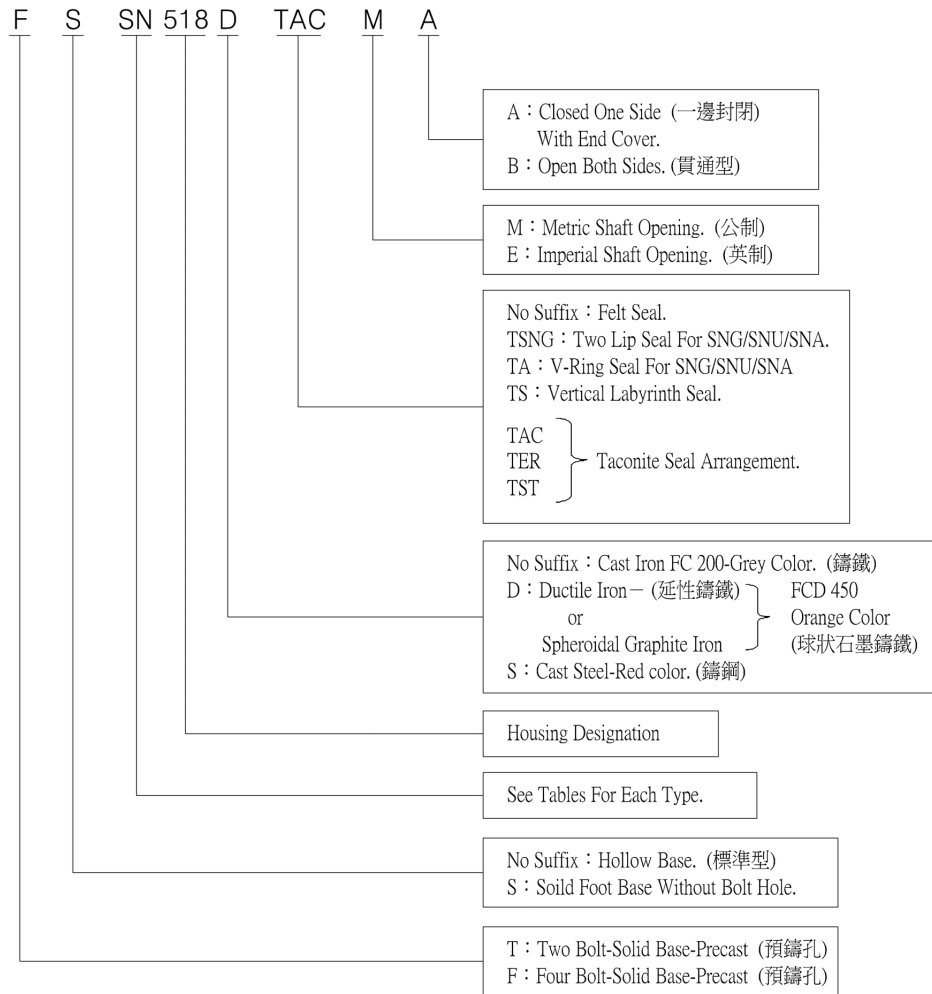 F S SN 518 D TAC M A
A：Closed One Side (一邊封閉)
With End Cover.
B：Open Both Sides. (貫通型)
M：Metric Shaft Opening. (公制)
E：Imperial Shaft Opening. (英制)
No Suffix：Felt Seal.
TSNG：Two Lip Seal For SNG/SNU/SNA.
TA：V-Ring Seal For SNG/SNU/SNA
TS：Vertical Labyrinth Seal.
TAC
TER
TST
Taconite Seal Arrangement.
No Suffix：Cast Iron FC 200-Grey Color. (鑄鐵)
D：Ductile Iron－ (延性鑄鐵)
or
Spheroidal Graphite Iron
FCD 450
Orange Color
(球狀石墨鑄鐵)
S：Cast Steel-Red color. (鑄鋼)
Housing Designation
See Tables For Each Type.
No Suffix：Hollow Base. (標準型)
S：Soild Foot Base Without Bolt Hole.
T：Two Bolt-Solid Base-Precast (預鑄孔)
F：Four Bolt-Solid Base-Precast (預鑄孔)